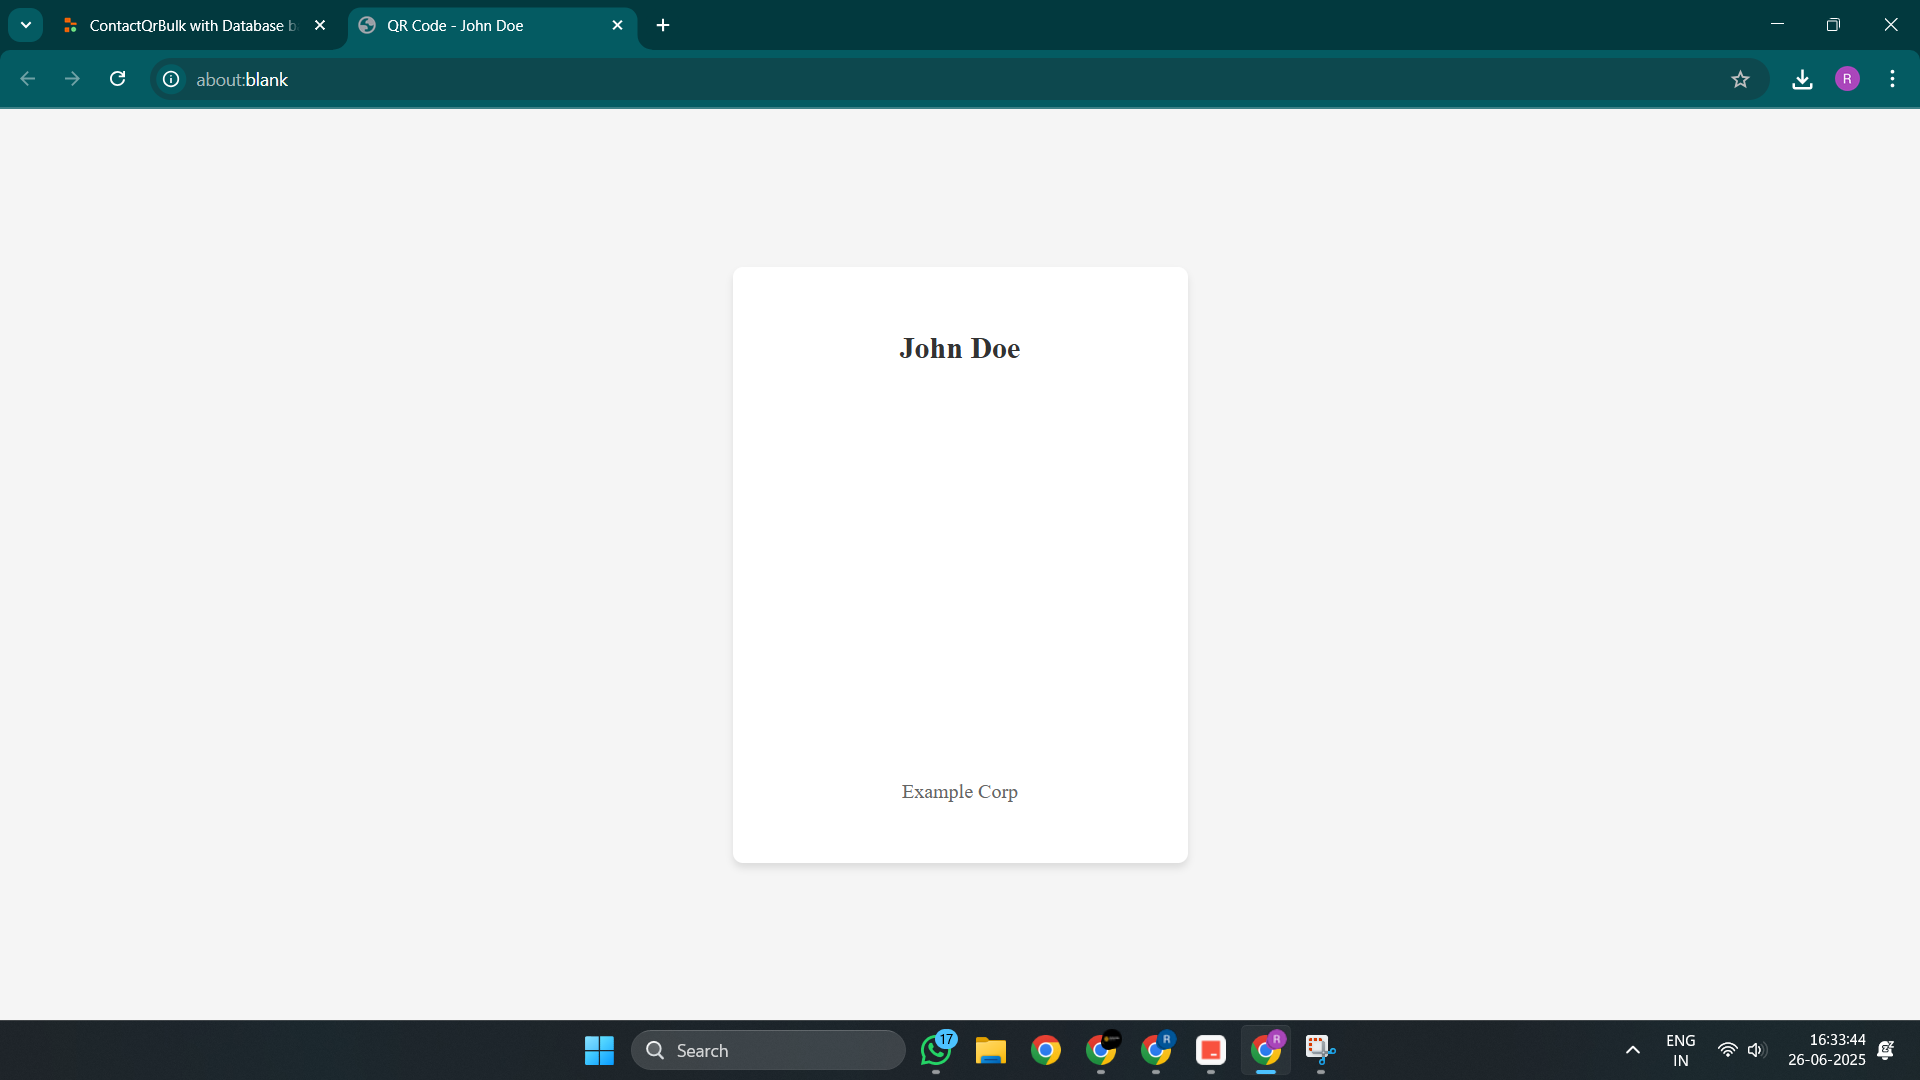 ContactQrBulk with Database b
QR Code - John Doe
about:blank
R
John Doe
Example Corp
Search
17
R
R
ENG
IN
16:33:44
26-06-2025